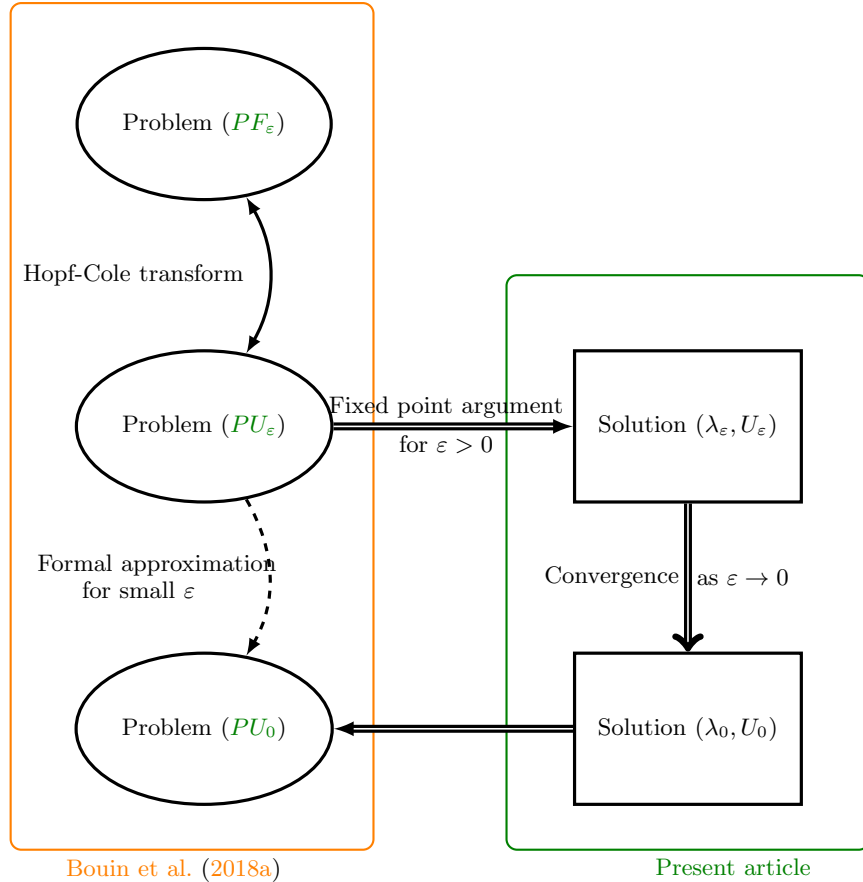 Problem (PF_ε)
Hopf-Cole transform
Problem (PU_ε)
Fixed point argument
for ε > 0
Solution (λ_ε, U_ε)
Formal approximation
for small ε
Convergence as ε → 0
Problem (PU_0)
Solution (λ_0, U_0)
Bouin et al. (2018a)
Present article